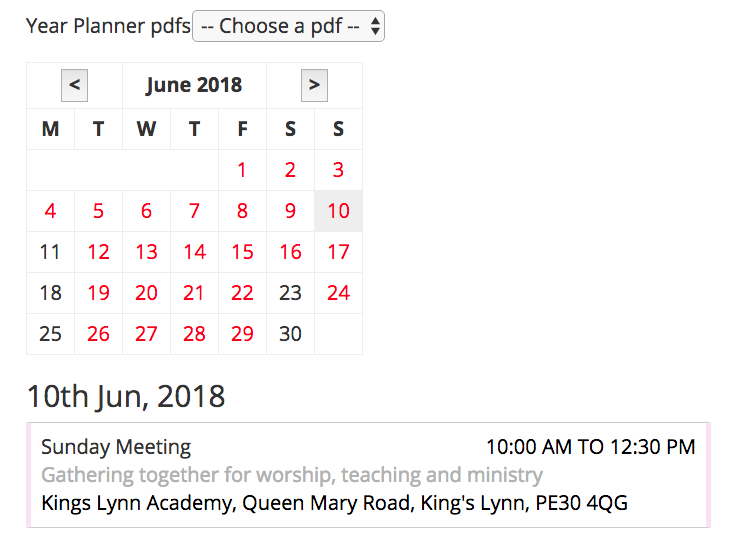 Year Planner pdfs -- Choose a pdf --
< June 2018 >
M T W T F S S
1 2 3
4 5 6 7 8 9 10
11 12 13 14 15 16 17
18 19 20 21 22 23 24
25 26 27 28 29 30
10th Jun, 2018
Sunday Meeting 10:00 AM TO 12:30 PM
Gathering together for worship, teaching and ministry
Kings Lynn Academy, Queen Mary Road, King's Lynn, PE30 4QG